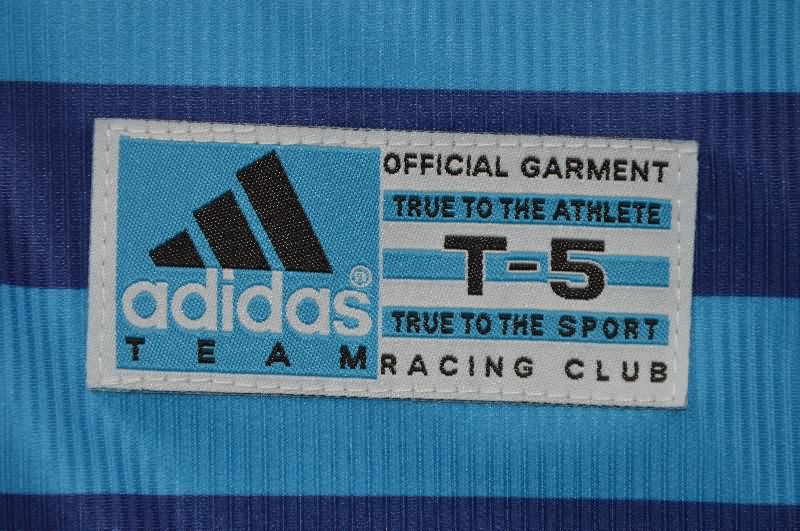 adidas®
TEAM
OFFICIAL GARMENT
TRUE TO THE ATHLETE
T-5
TRUE TO THE SPORT
RACING CLUB